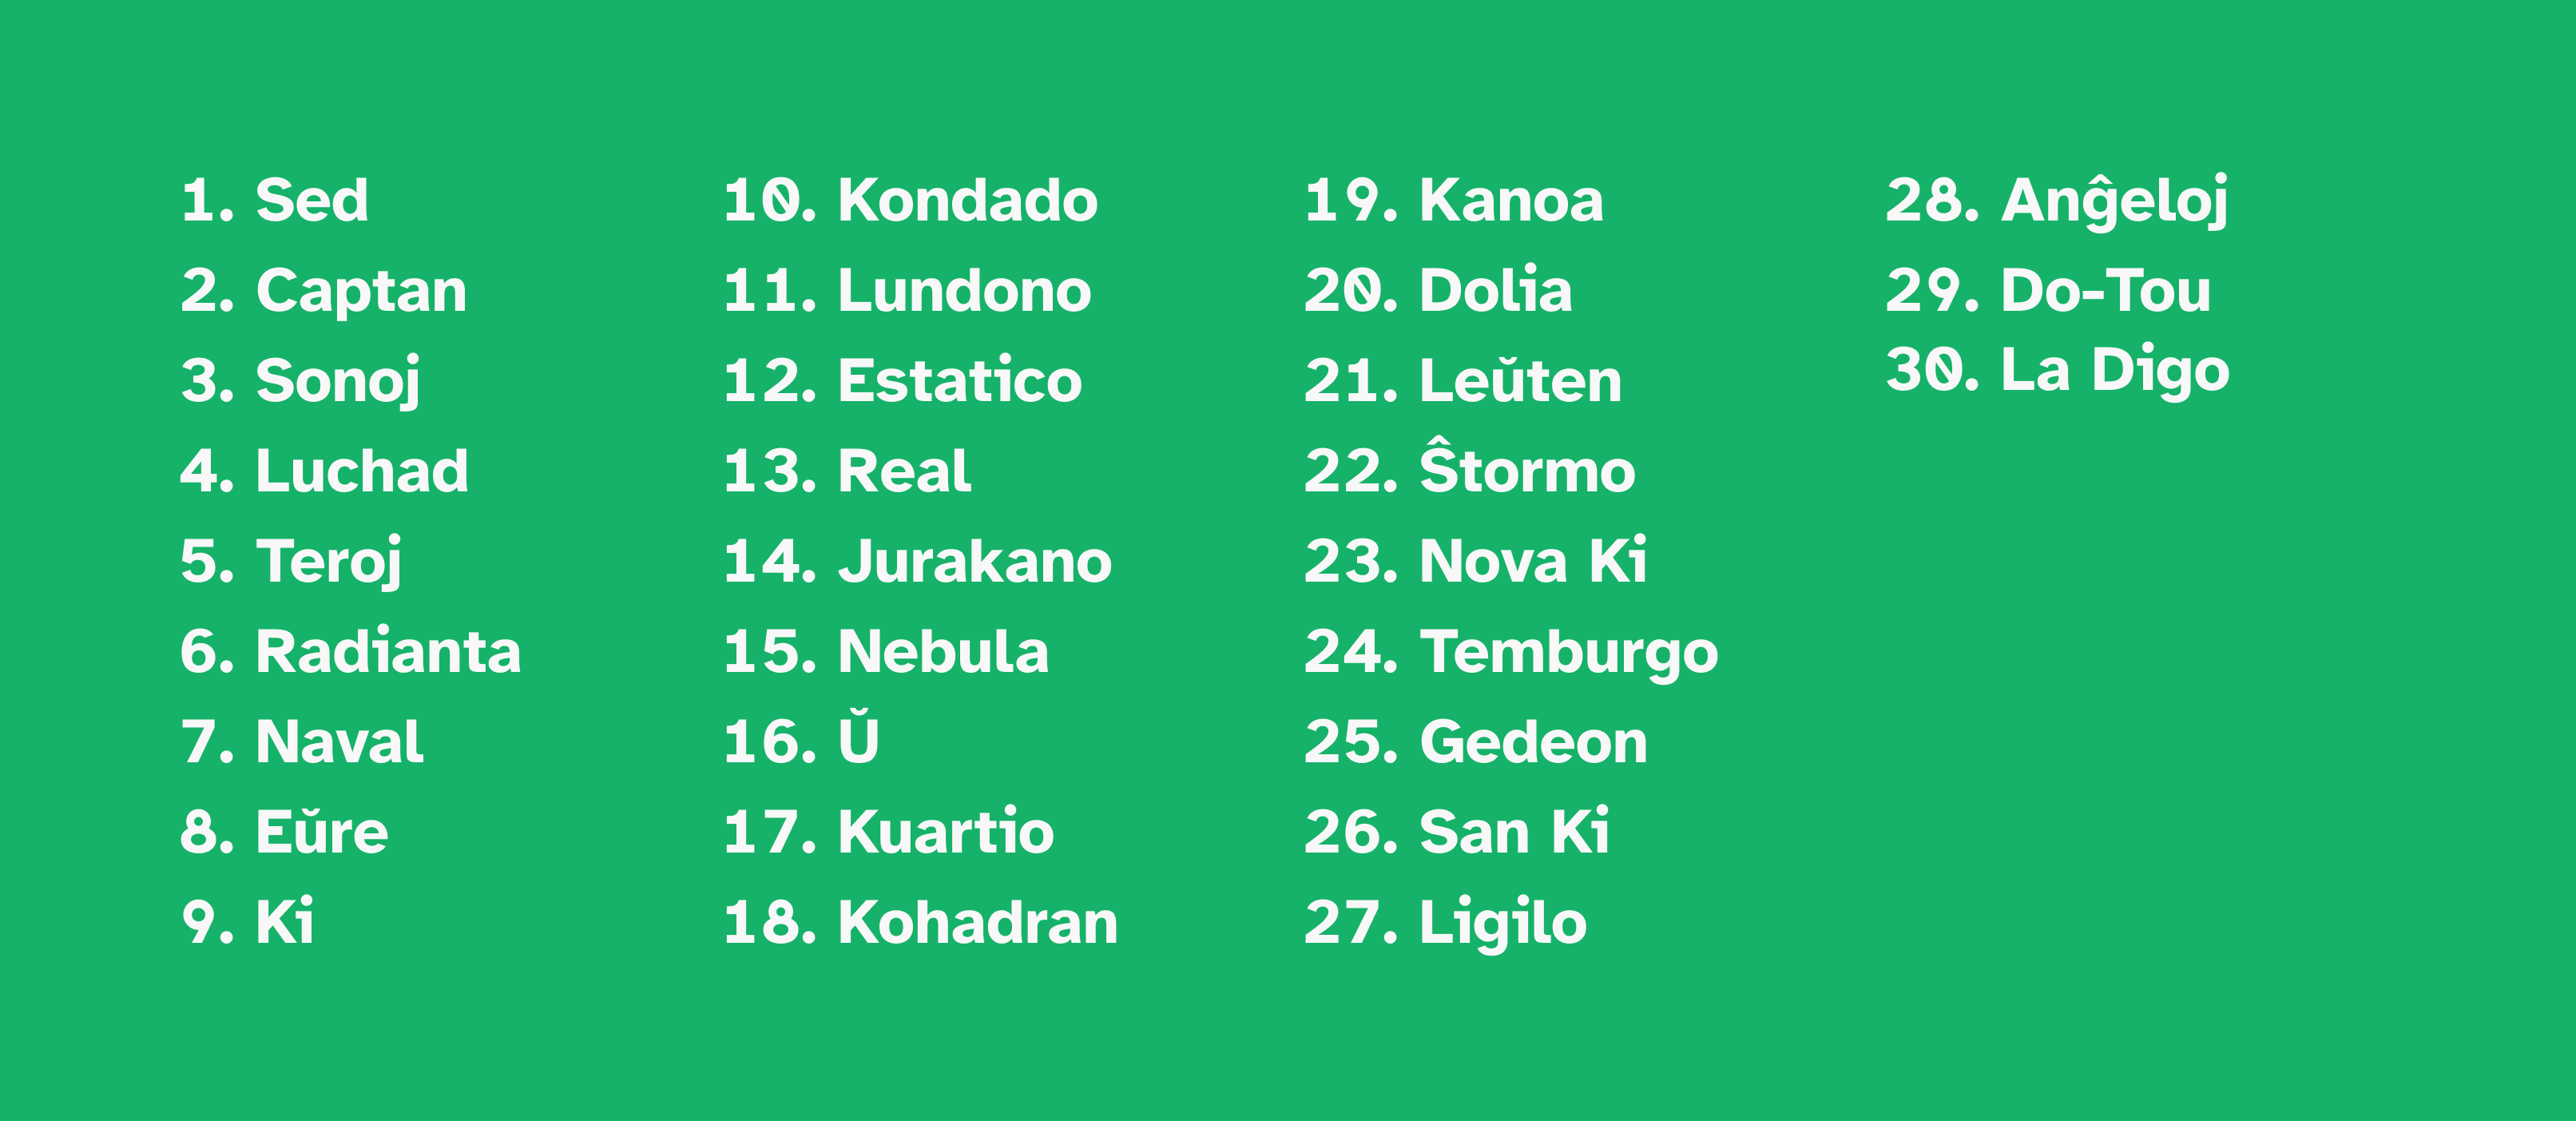 1. Sed
2. Captan
3. Sonoj
4. Luchad
5. Teroj
6. Radianta
7. Naval
8. Eŭre
9. Ki
10. Kondado
11. Lundono
12. Estatico
13. Real
14. Jurakano
15. Nebula
16. Ŭ
17. Kuartio
18. Kohadran
19. Kanoa
20. Dolia
21. Leŭten
22. Ŝtormo
23. Nova Ki
24. Temburgo
25. Gedeon
26. San Ki
27. Ligilo
28. Anĝeloj
29. Do-Tou
30. La Digo